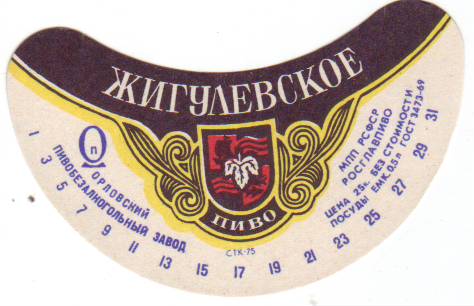 ЖИГУЛЕВСКОЕ
ПИВО
СТК-75
п
ОРЛОВСКИЙ
ПИВОБЕЗАЛКОГОЛЬНЫЙ ЗАВОД
МПП РСФСР
РОСГЛАВПИВО
ЦЕНА 25к. БЕЗ СТОИМОСТИ
ПОСУДЫ ЕМК. 0,5 л ГОСТ 3473-69
1 3 5 7 9 11 13 15 17 19 21 23 25 27 29 31